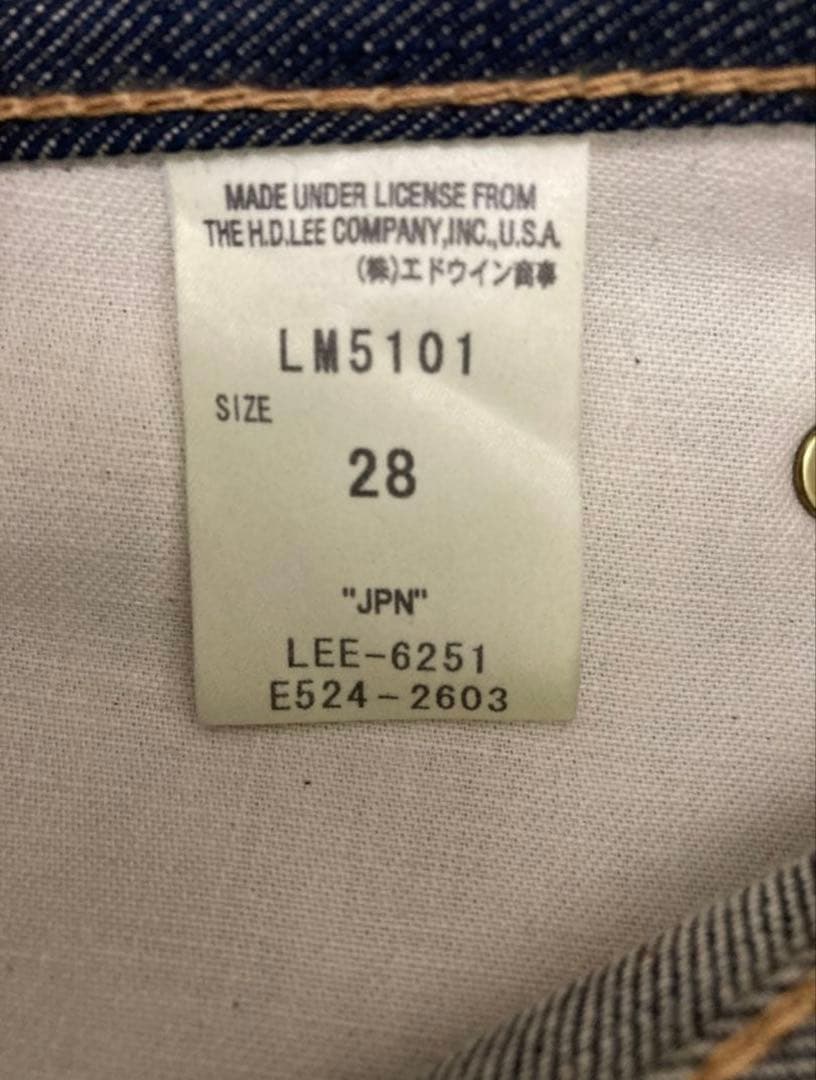 MADE UNDER LICENSE FROM
THE H.D.LEE COMPANY,INC.,U.S.A.
(株)エドウイン商事
LM5101
SIZE
28
"JPN"
LEE-6251
E524-2603